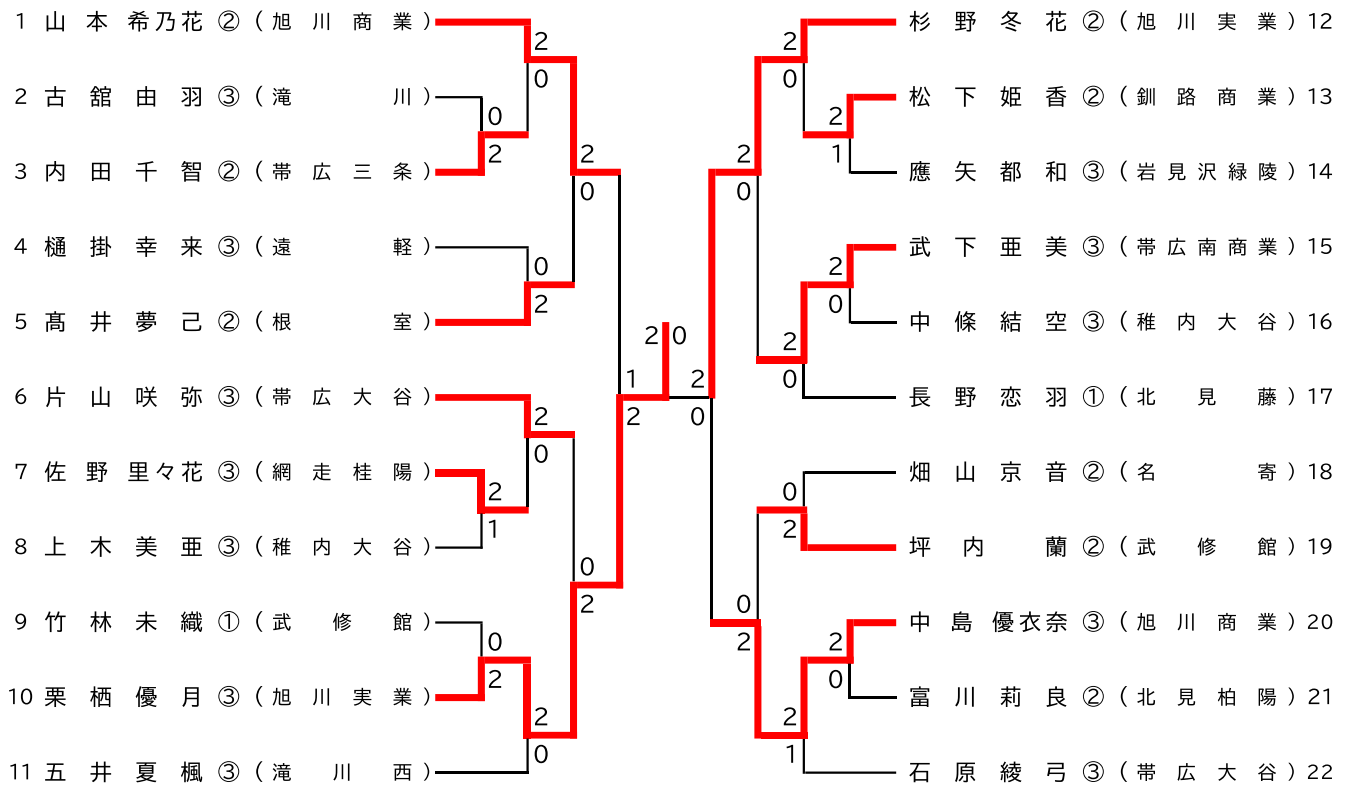 1 山本 希乃花 ② (旭川商業)
2
0
2 古舘 由羽 ③ (滝川)
0
2
3 内田 千智 ② (帯広三条)
2
0
4 樋掛 幸来 ③ (遠軽)
0
2
5 髙井 夢己 ② (根室)
1
2
6 片山 咲弥 ③ (帯広大谷)
2
0
7 佐野 里々花 ③ (網走桂陽)
2
1
8 上木 美亜 ③ (稚内大谷)
0
2
9 竹林 未織 ① (武修館)
0
2
10 栗栖 優月 ③ (旭川実業)
2
0
11 五井 夏楓 ③ (滝川西)
2 0
杉野 冬花 ② (旭川実業) 12
2
0
松下 姫香 ② (釧路商業) 13
2
1
應矢 都和 ③ (岩見沢緑陵) 14
2
0
武下 亜美 ③ (帯広南商業) 15
2
0
中條 結空 ③ (稚内大谷) 16
2
0
長野 恋羽 ① (北見藤) 17
2
0
畑山 京音 ② (名寄) 18
0
2
坪内 蘭 ② (武修館) 19
0
2
中島 優衣奈 ③ (旭川商業) 20
2
0
富川 莉良 ② (北見柏陽) 21
2
1
石原 綾弓 ③ (帯広大谷) 22